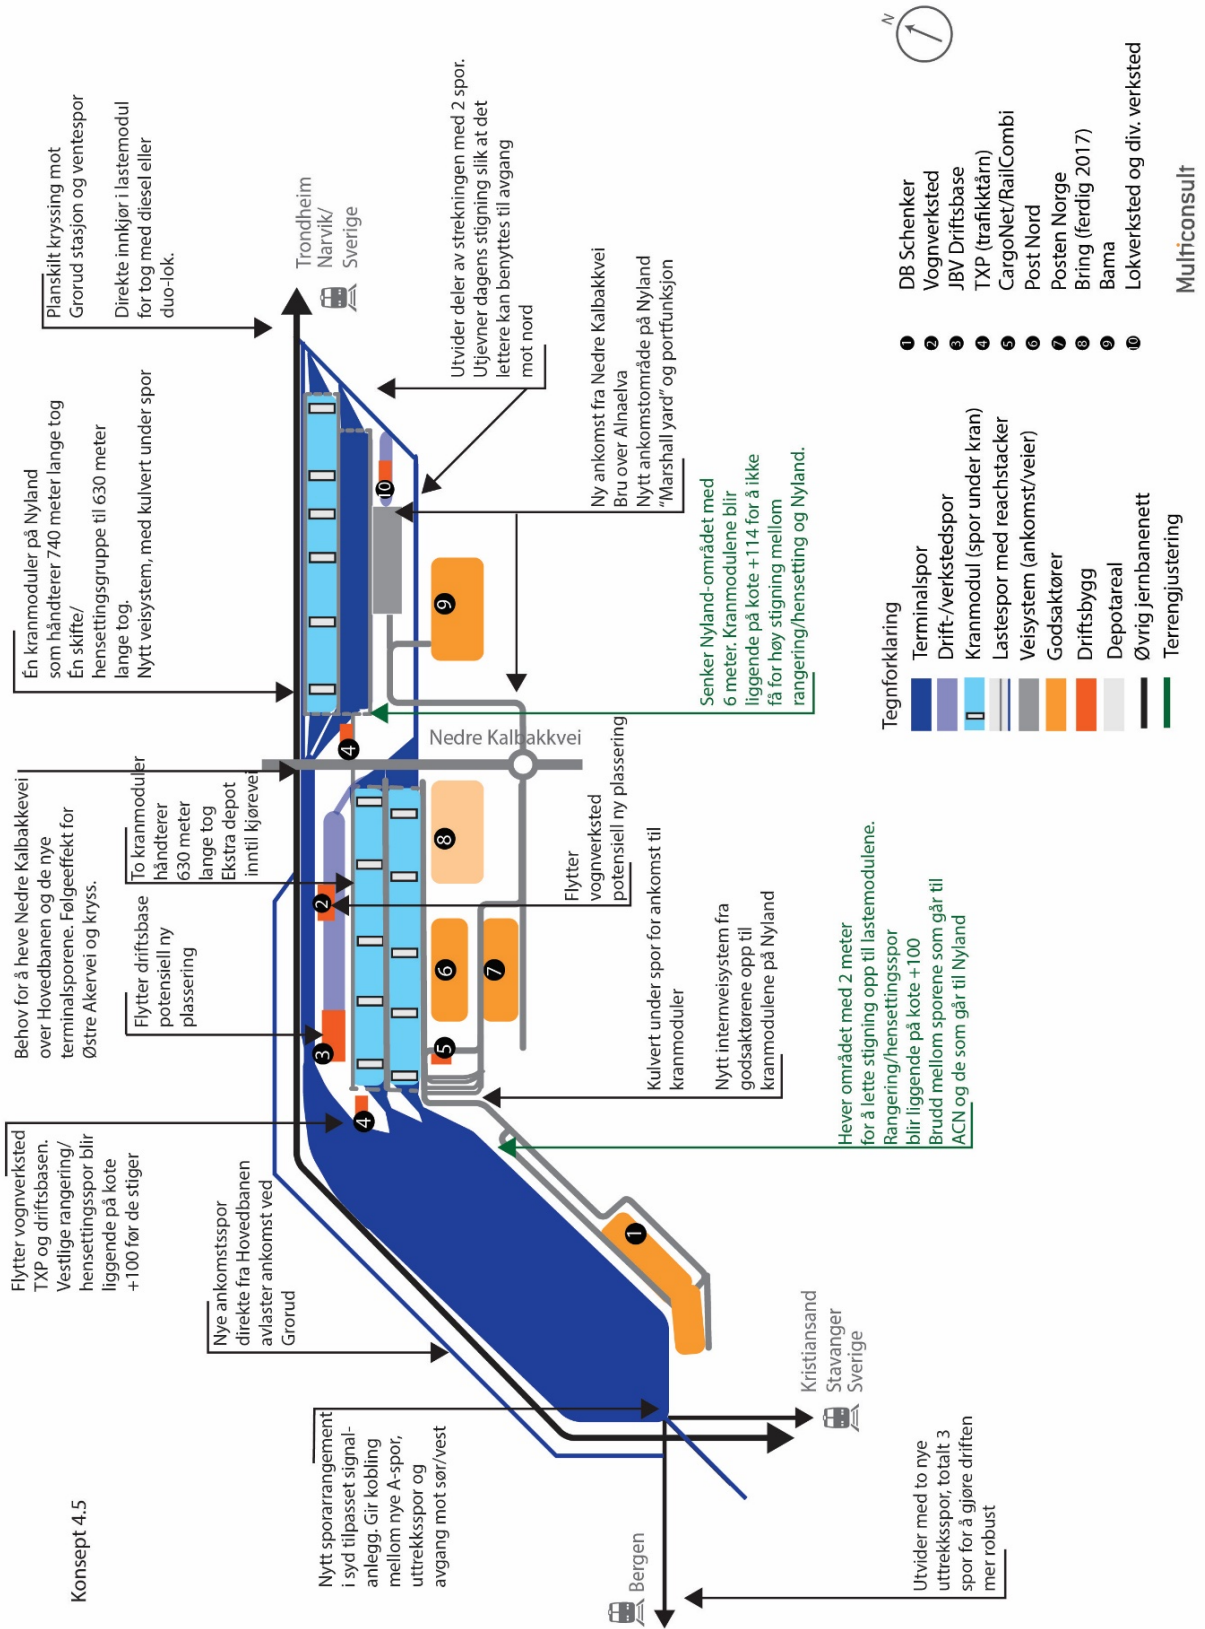 Konsept 4.5
Flytter vognverksted
TXP og driftsbasen.
Vestlige rangering/
hensettingsspor blir
liggende på kote
+100 før de stiger
Behov for å heve Nedre Kalbakkevei
over Hovedbanen og de nye
terminalsporene. Følgeeffekt for
Østre Akervei og kryss.
Én kranmoduler på Nyland
som håndterer 740 meter lange tog
Én skifte/
hensettingsgruppe til 630 meter
lange tog.
Nytt veisystem, med kulvert under spor
Planskilt kryssing mot
Grorud stasjon og ventespor
Direkte innkjør i lastemodul
for tog med diesel eller
duo-lok.
Flytter driftsbase
potensiell ny
plassering
To kranmoduler
håndterer
630 meter
lange tog
Ekstra depot
inntil kjørevei
Nye ankomstsspor
direkte fra Hovedbanen
avlaster ankomst ved
Grorud
Nytt sporarrangement
i syd tilpasset signal-
anlegg. Gir kobling
mellom nye A-spor,
uttrekksspor og
avgang mot sør/vest
Trondheim
Narvik/
Sverige
3
2
4
4
10
Nedre Kalbakkvei
5
6
7
8
9
1
Utvider deler av strekningen med 2 spor.
Utjevner dagens stigning slik at det
lettere kan benyttes til avgang
mot nord
Flytter
vognverksted
potensiell ny plassering
Ny ankomst fra Nedre Kalbakkvei
Bru over Alnaelva
Nytt ankomstområde på Nyland
"Marshall yard" og portfunksjon
Kulvert under spor for ankomst til
kranmoduler
Nytt internveisystem fra
godsaktørene opp til
kranmodulene på Nyland
Senker Nyland-området med
6 meter. Kranmodulene blir
liggende på kote +114 for å ikke
få for høy stigning mellom
rangering/hensetting og Nyland.
Hever området med 2 meter
for å lette stigning opp til lastemodulene.
Rangering/hensettingsspor
blir liggende på kote +100
Brudd mellom sporene som går til
ACN og de som går til Nyland
Bergen
Kristiansand
Stavanger
Sverige
Utvider med to nye
uttrekksspor, totalt 3
spor for å gjøre driften
mer robust
Tegnforklaring
Terminalspor
Drift-/verkstedspor
Kranmodul (spor under kran)
Lastespor med reachstacker
Veisystem (ankomst/veier)
Godsaktører
Driftsbygg
Depotareal
Øvrig jernbanenett
Terrengjustering
1 DB Schenker
2 Vognverksted
3 JBV Driftsbase
4 TXP (trafikktårn)
5 CargoNet/RailCombi
6 Post Nord
7 Posten Norge
8 Bring (ferdig 2017)
9 Bama
10 Lokverksted og div. verksted
N
Multiconsult